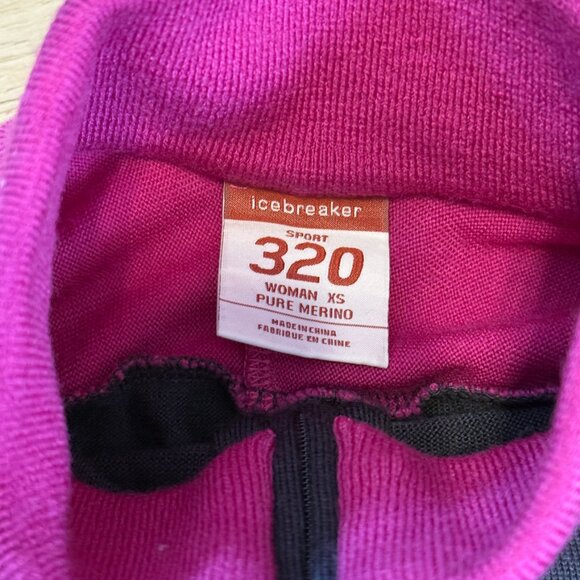 icebreaker
SPORT
320
WOMAN XS
PURE MERINO
MADE IN CHINA
FABRIQUE EN CHINE